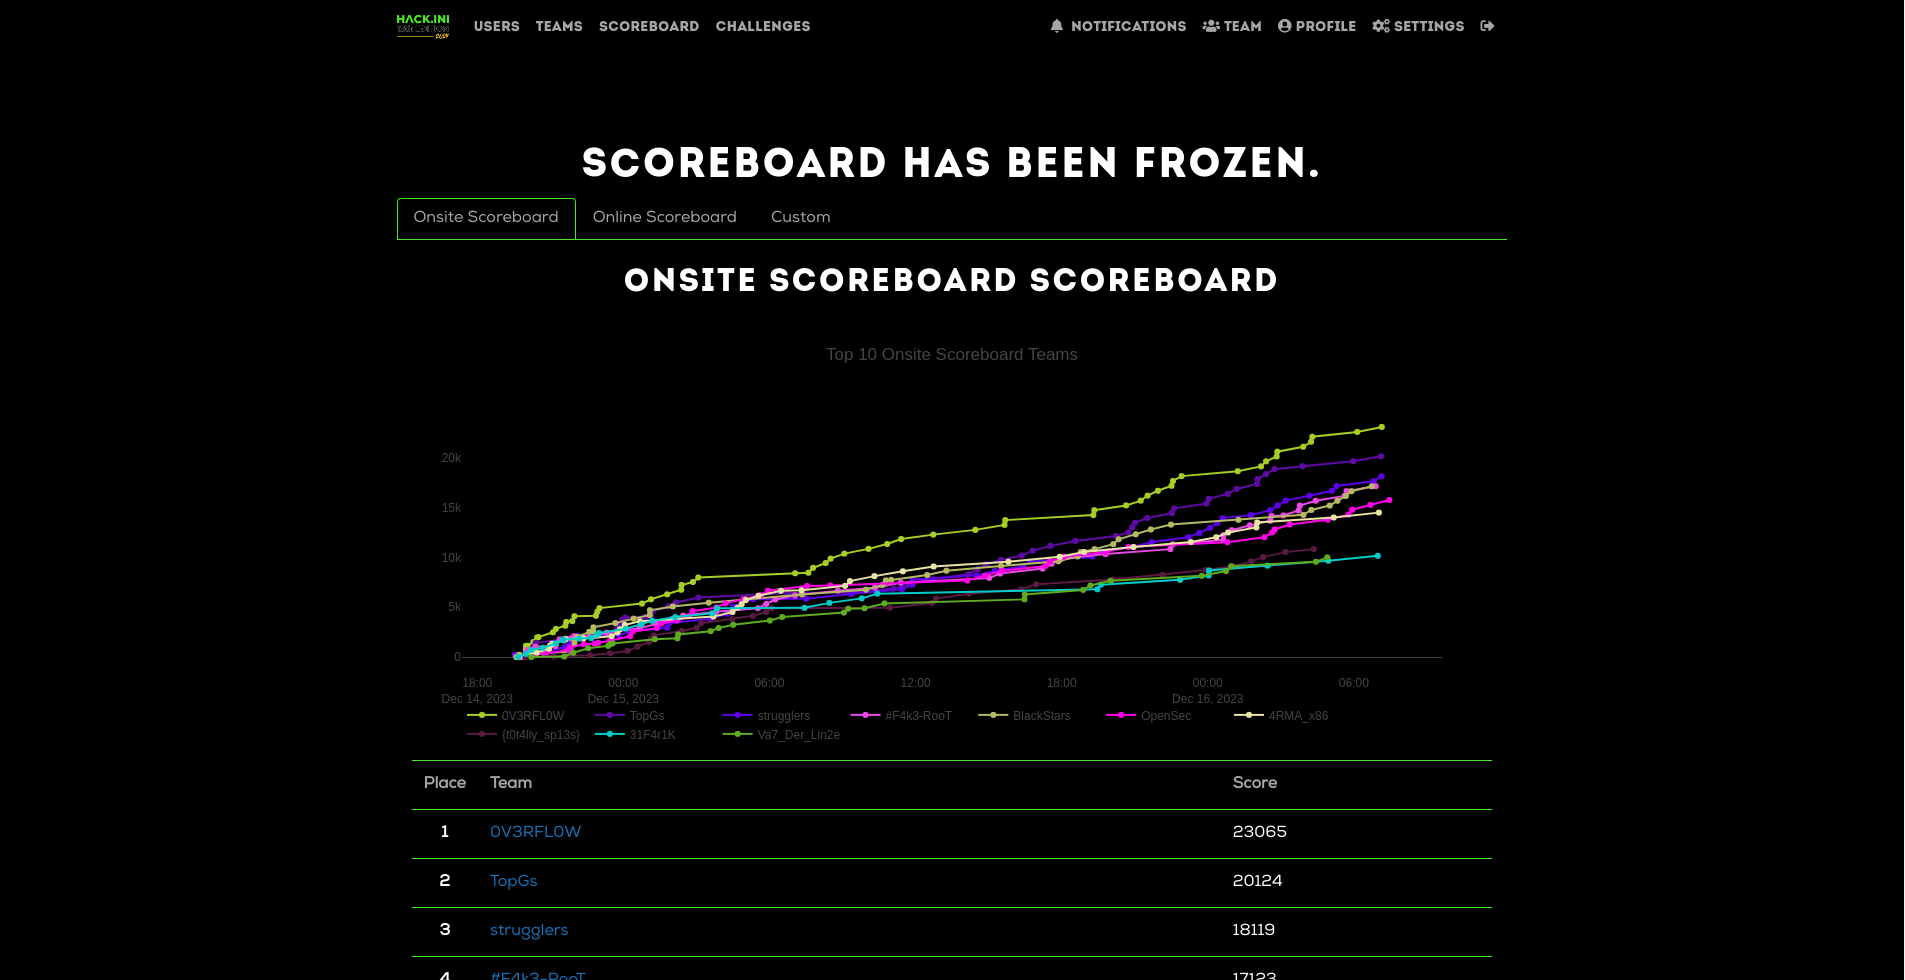 HACK.INI
USERS TEAMS SCOREBOARD CHALLENGES NOTIFICATIONS TEAM PROFILE SETTINGS
SCOREBOARD HAS BEEN FROZEN.
Onsite Scoreboard Online Scoreboard Custom
ONSITE SCOREBOARD SCOREBOARD
Top 10 Onsite Scoreboard Teams
20k
15k
10k
5k
0
18:00 00:00 06:00 12:00 18:00 00:00 06:00
Dec 14, 2023 Dec 15, 2023 Dec 16, 2023
0V3RFL0W TopGs strugglers #F4k3-RooT BlackStars OpenSec 4RMA_x86
{t0t4lly_sp13s} 31F4r1K Va7_Der_Lin2e
Place Team Score
1 0V3RFL0W 23065
2 TopGs 20124
3 strugglers 18119
4 #F4k3-RooT 17123